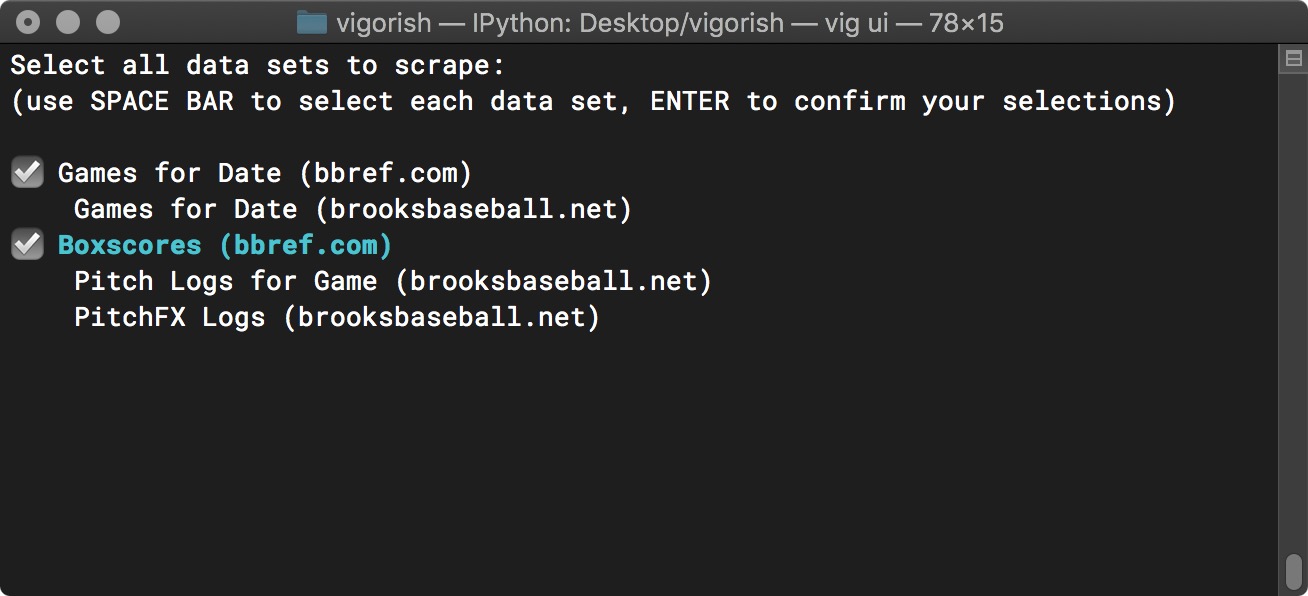 vigorish — IPython: Desktop/vigorish — vig ui — 78×15
Select all data sets to scrape:
(use SPACE BAR to select each data set, ENTER to confirm your selections)
Games for Date (bbref.com)
Games for Date (brooksbaseball.net)
Boxscores (bbref.com)
Pitch Logs for Game (brooksbaseball.net)
PitchFX Logs (brooksbaseball.net)